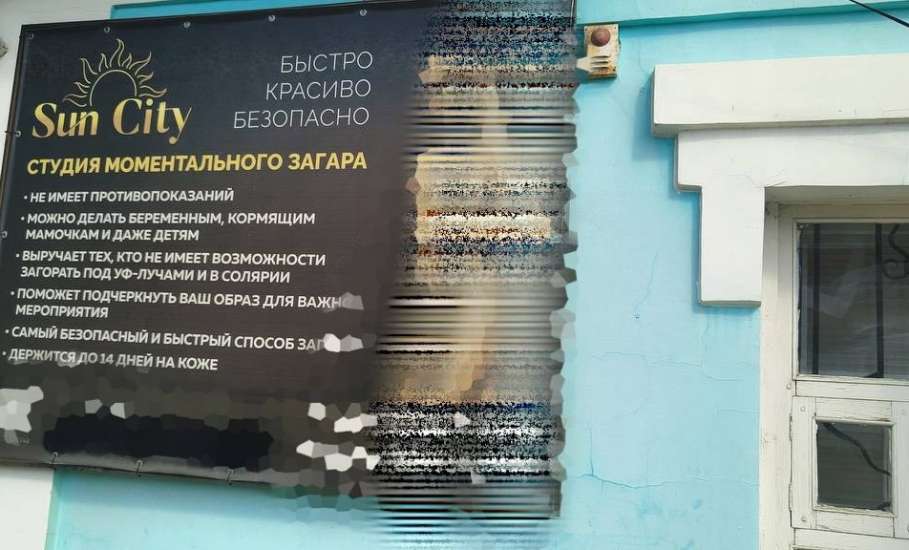 Sun City
БЫСТРО
КРАСИВО
БЕЗОПАСНО
СТУДИЯ МОМЕНТАЛЬНОГО ЗАГАРА
• НЕ ИМЕЕТ ПРОТИВОПОКАЗАНИЙ
• МОЖНО ДЕЛАТЬ БЕРЕМЕННЫМ, КОРМЯЩИМ
МАМОЧКАМ И ДАЖЕ ДЕТЯМ
• ВЫРУЧАЕТ ТЕХ, КТО НЕ ИМЕЕТ ВОЗМОЖНОСТИ
ЗАГОРАТЬ ПОД УФ-ЛУЧАМИ И В СОЛЯРИИ
• ПОМОЖЕТ ПОДЧЕРКНУТЬ ВАШ ОБРАЗ ДЛЯ
МЕРОПРИЯТИЯ
• САМЫЙ БЕЗОПАСНЫЙ И БЫСТРЫЙ СПОСОБ
• ДЕРЖИТСЯ ДО 14 ДНЕЙ НА КОЖЕ